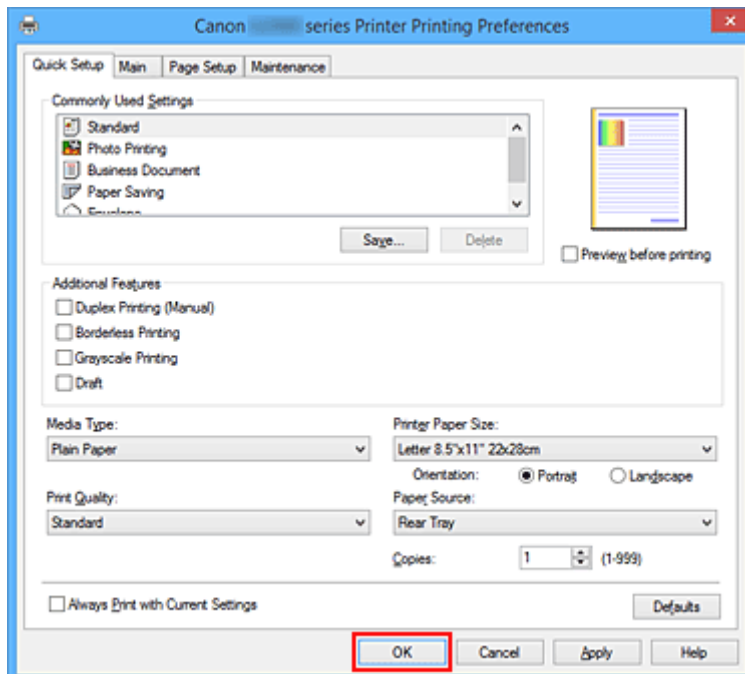 Canon series Printer Printing Preferences
Quick Setup Main Page Setup Maintenance
Commonly Used Settings
Standard
Photo Printing
Business Document
Paper Saving
Envelope
Save... Delete
Preview before printing
Additional Features
Duplex Printing (Manual)
Borderless Printing
Grayscale Printing
Draft
Media Type: Printer Paper Size:
Plain Paper Letter 8.5"x11" 22x28cm
Orientation: Portrait Landscape
Print Quality: Paper Source:
Standard Rear Tray
Copies: 1 (1-999)
Always Print with Current Settings Defaults
OK Cancel Apply Help